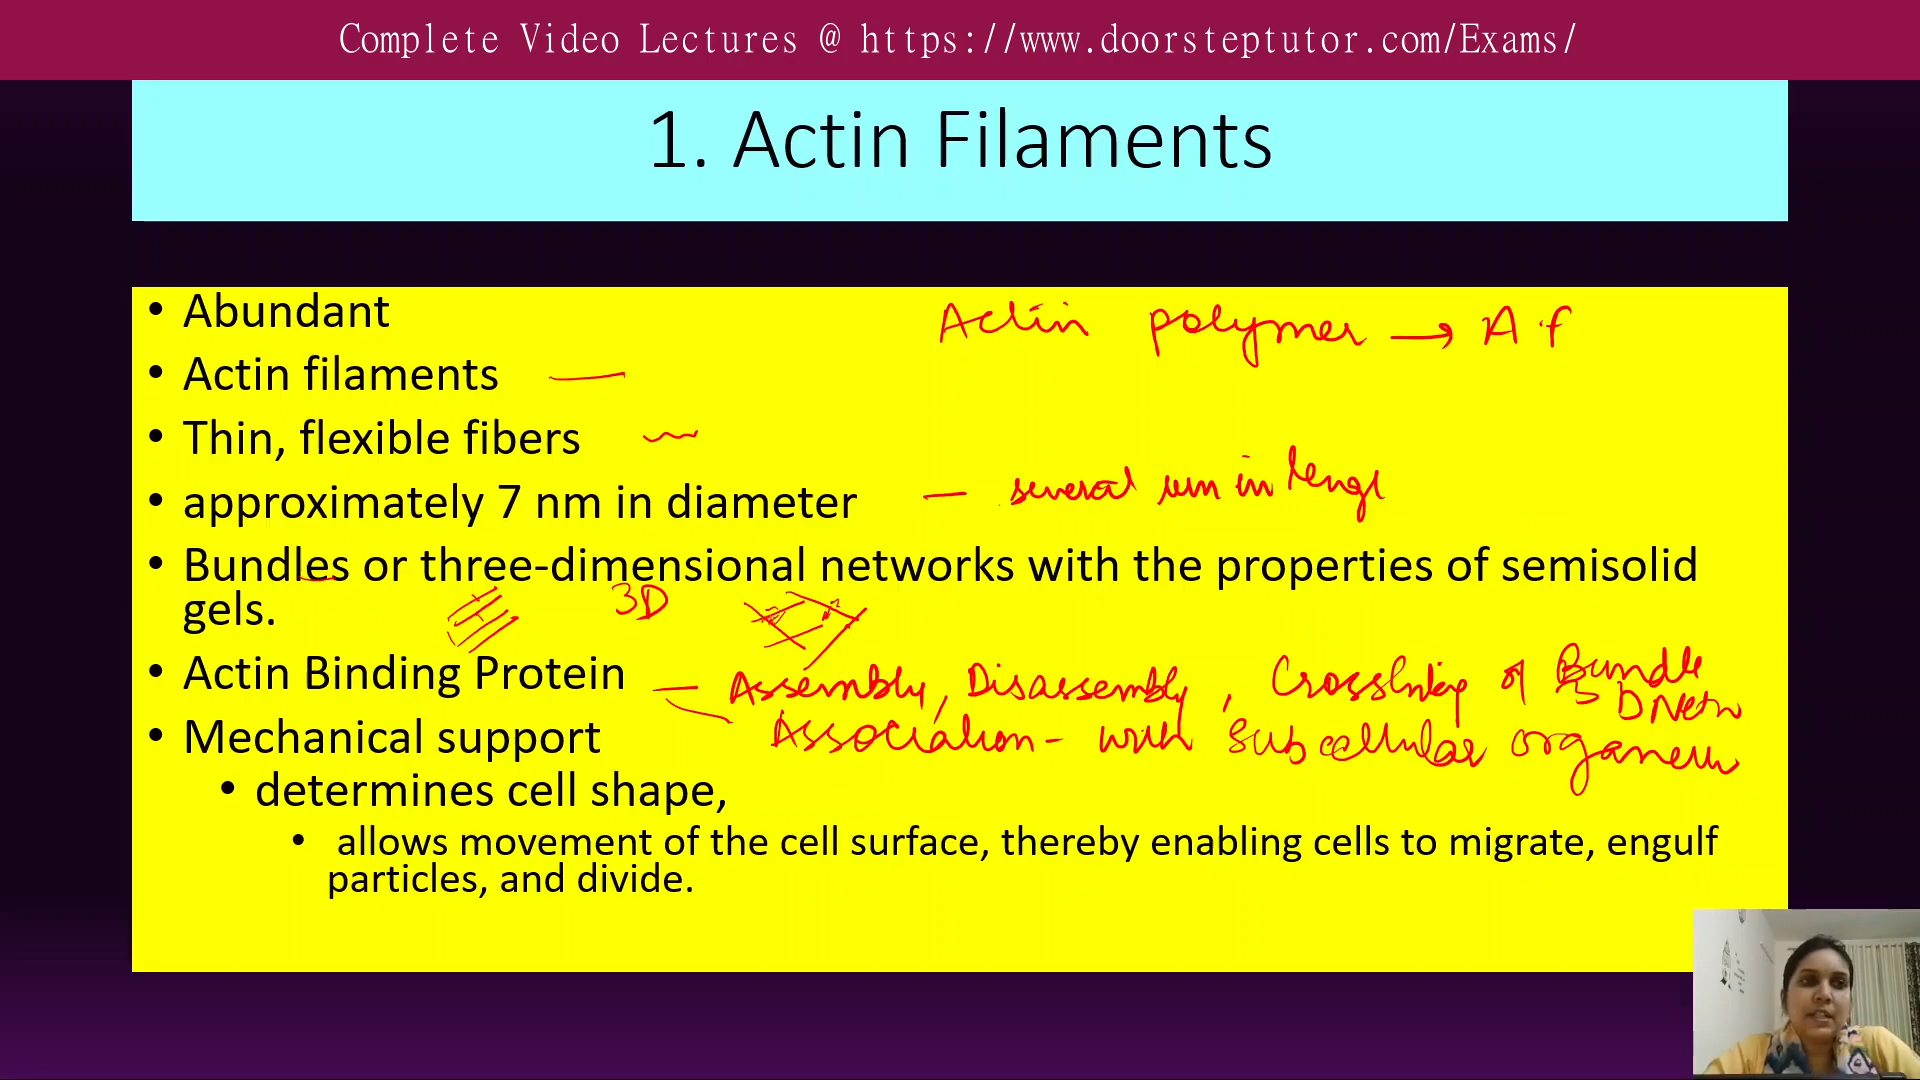 Complete Video Lectures @ https://www.doorsteptutor.com/Exams/
1. Actin Filaments
• Abundant
Actin polymer → A.f
• Actin filaments —
• Thin, flexible fibers
• approximately 7 nm in diameter — several um in lengt
• Bundles or three-dimensional networks with the properties of semisolid
gels.
3D
• Actin Binding Protein — Assembly, Disassembly, Crosslinking of Bundle
3 D Netw
Association - with Subcellular organelle
• Mechanical support
• determines cell shape,
• allows movement of the cell surface, thereby enabling cells to migrate, engulf
particles, and divide.